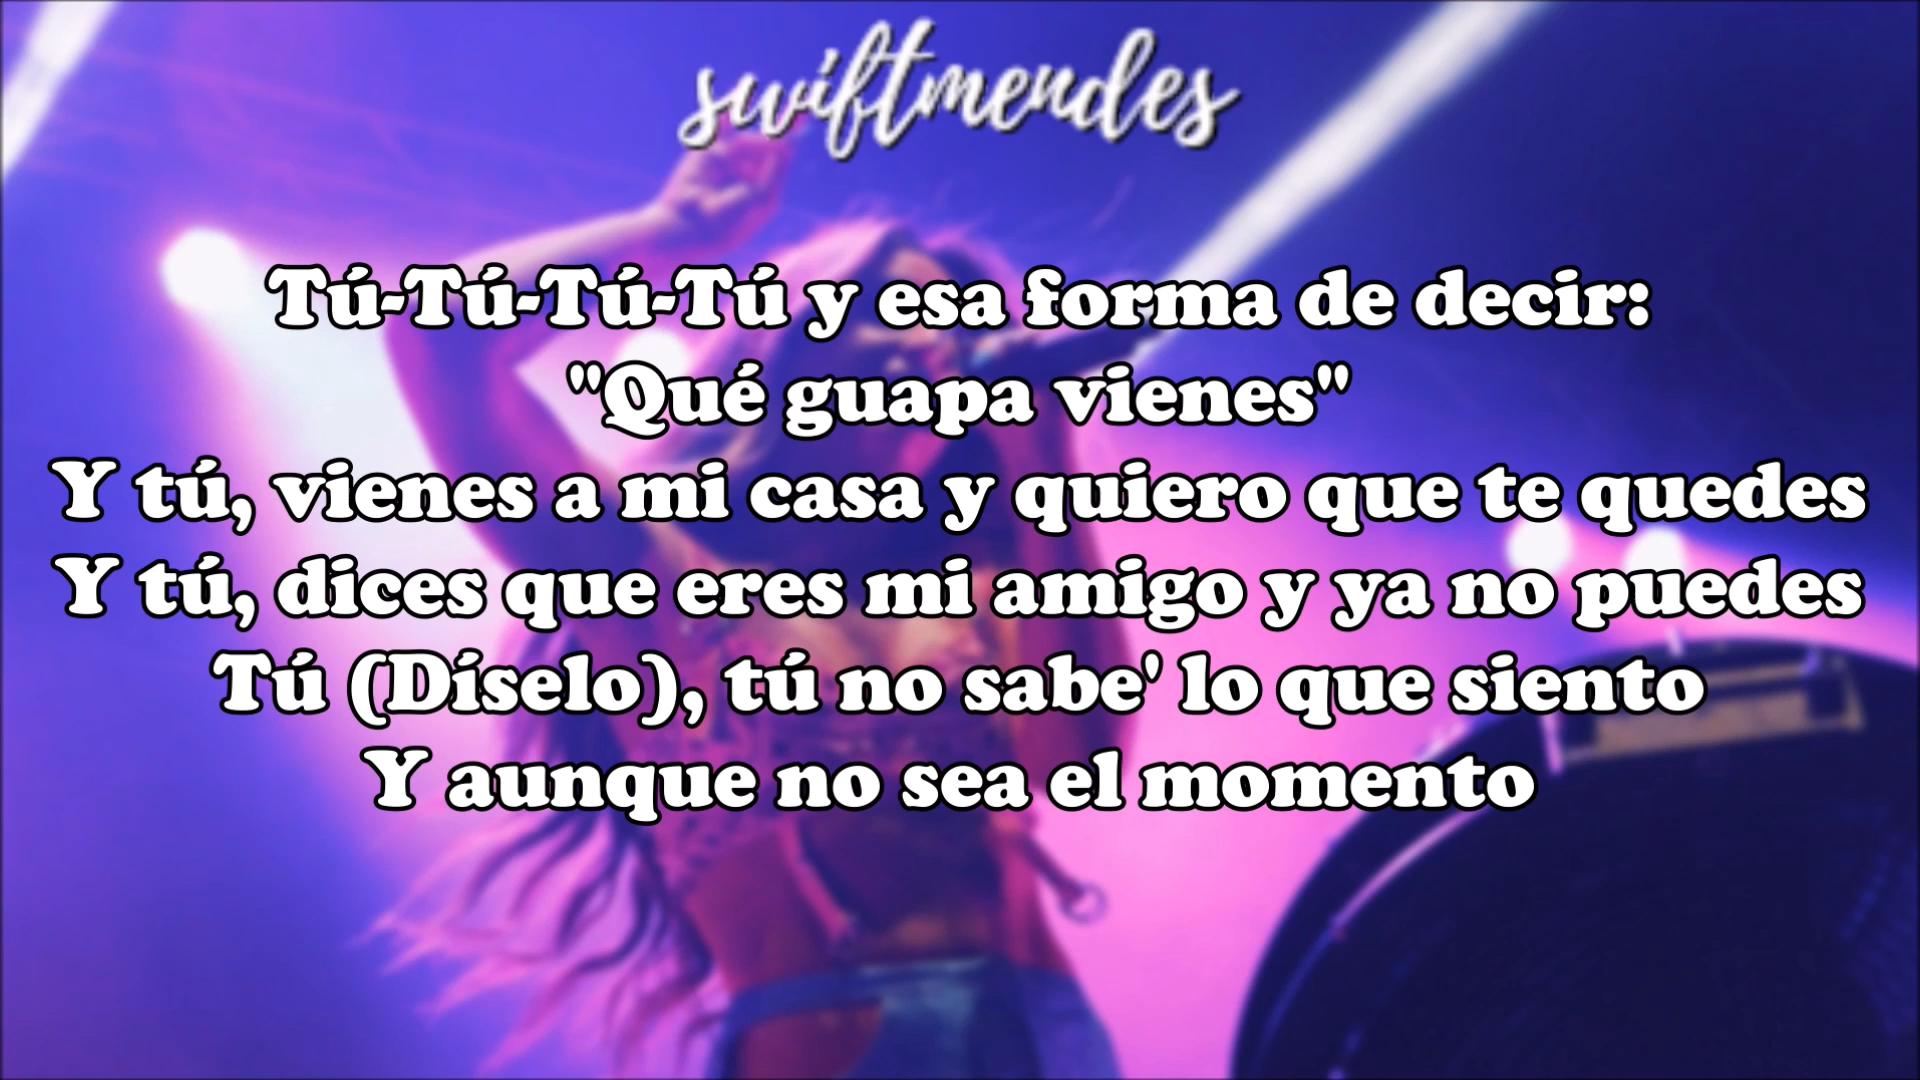 swiftmendes
Tú-Tú-Tú-Tú y esa forma de decir:
"Qué guapa vienes"
Y tú, vienes a mi casa y quiero que te quedes
Y tú, dices que eres mi amigo y ya no puedes
Tú (Díselo), tú no sabe' lo que siento
Y aunque no sea el momento